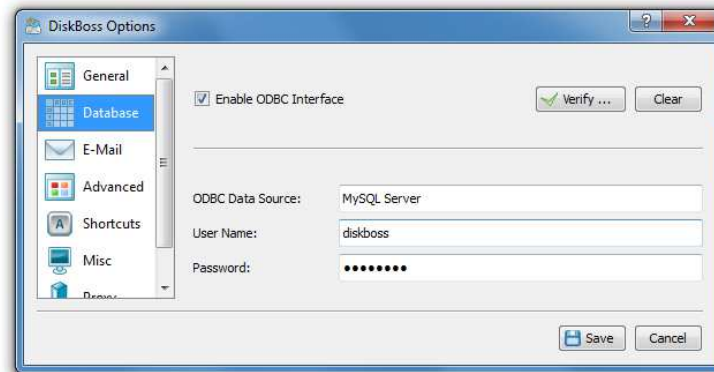 DiskBoss Options
General
Database
E-Mail
Advanced
Shortcuts
Misc
Proxy
Enable ODBC Interface
Verify ...
Clear
ODBC Data Source: MySQL Server
User Name: diskboss
Password: ●●●●●●●●
Save
Cancel